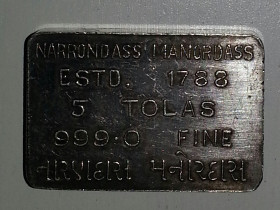 NARRONDASS MANORDASS
ESTD. 1788
5 TOLAS
999·0 FINE